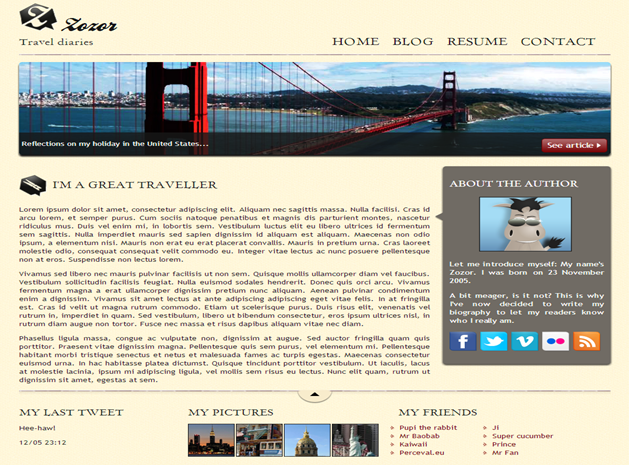 Zozor
Travel diaries
HOME BLOG RESUME CONTACT
Reflections on my holiday in the United States...
See article
I'M A GREAT TRAVELLER
Lorem ipsum dolor sit amet, consectetur adipiscing elit. Aliquam nec sagittis massa. Nulla facilisi. Cras id
arcu lorem, et semper purus. Cum sociis natoque penatibus et magnis dis parturient montes, nascetur
ridiculus mus. Duis vel enim mi, in lobortis sem. Vestibulum luctus elit eu libero ultrices id fermentum
sem sagittis. Nulla imperdiet mauris sed sapien dignissim id aliquam est aliquam. Maecenas non odio
ipsum, a elementum nisi. Mauris non erat eu erat placerat convallis. Mauris in pretium urna. Cras laoreet
molestie odio, consequat consequat velit commodo eu. Integer vitae lectus ac nunc posuere pellentesque
non at eros. Suspendisse non lectus lorem.
Vivamus sed libero nec mauris pulvinar facilisis ut non sem. Quisque mollis ullamcorper diam vel faucibus.
Vestibulum sollicitudin facilisis feugiat. Nulla euismod sodales hendrerit. Donec quis orci arcu. Vivamus
fermentum magna a erat ullamcorper dignissim pretium nunc aliquam. Aenean pulvinar condimentum
enim a dignissim. Vivamus sit amet lectus at ante adipiscing adipiscing eget vitae felis. In at fringilla
est. Cras id velit ut magna rutrum commodo. Etiam ut scelerisque purus. Duis risus elit, venenatis vel
rutrum in, imperdiet in quam. Sed vestibulum, libero ut bibendum consectetur, eros ipsum ultrices nisl, in
rutrum diam augue non tortor. Fusce nec massa et risus dapibus aliquam vitae nec diam.
Phasellus ligula massa, congue ac vulputate non, dignissim at augue. Sed auctor fringilla quam quis
porttitor. Praesent vitae dignissim magna. Pellentesque quis sem purus, vel elementum mi. Pellentesque
habitant morbi tristique senectus et netus et malesuada fames ac turpis egestas. Maecenas consectetur
euismod urna. In hac habitasse platea dictumst. Quisque tincidunt porttitor vestibulum. Ut iaculis, lacus
at molestie lacinia, ipsum mi adipiscing ligula, vel mollis sem risus eu lectus. Nunc elit quam, rutrum ut
dignissim sit amet, egestas at sem.
ABOUT THE AUTHOR
Let me introduce myself: My name's
Zozor. I was born on 23 November
2005.
A bit meager, is it not? This is why
I've now decided to write my
biography to let my readers know
who I really am.
MY LAST TWEET
Hee-haw!
12/05 23:12
MY PICTURES
MY FRIENDS
Pupi the rabbit
Mr Baobab
Kaiwaii
Perceval.eu
Ji
Super cucumber
Prince
Mr Fan